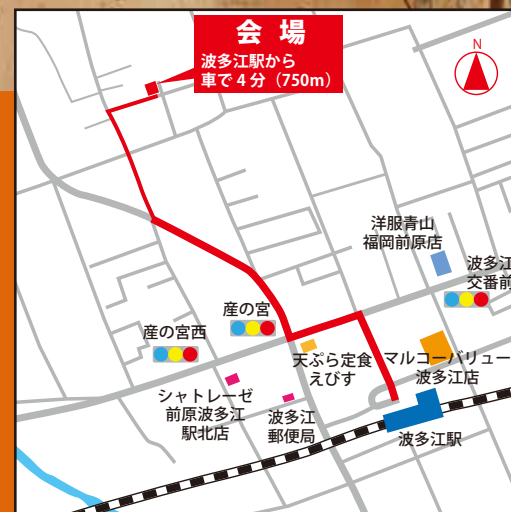 会場
波多江駅から
車で4分（750m）
N
洋服青山
福岡前原店
波多江
交番前
産の宮
産の宮西
天ぷら定食
えびす
マルコーバリュー
波多江店
シャトレーゼ
前原波多江
駅北店
波多江
郵便局
波多江駅